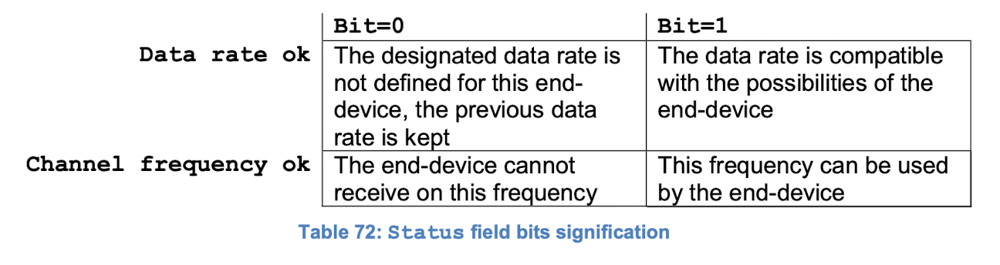 Bit=0 Bit=1
Data rate ok The designated data rate is The data rate is compatible
not defined for this end- with the possibilities of the
device, the previous data end-device
rate is kept
Channel frequency ok The end-device cannot This frequency can be used
receive on this frequency by the end-device
Table 72: Status field bits signification